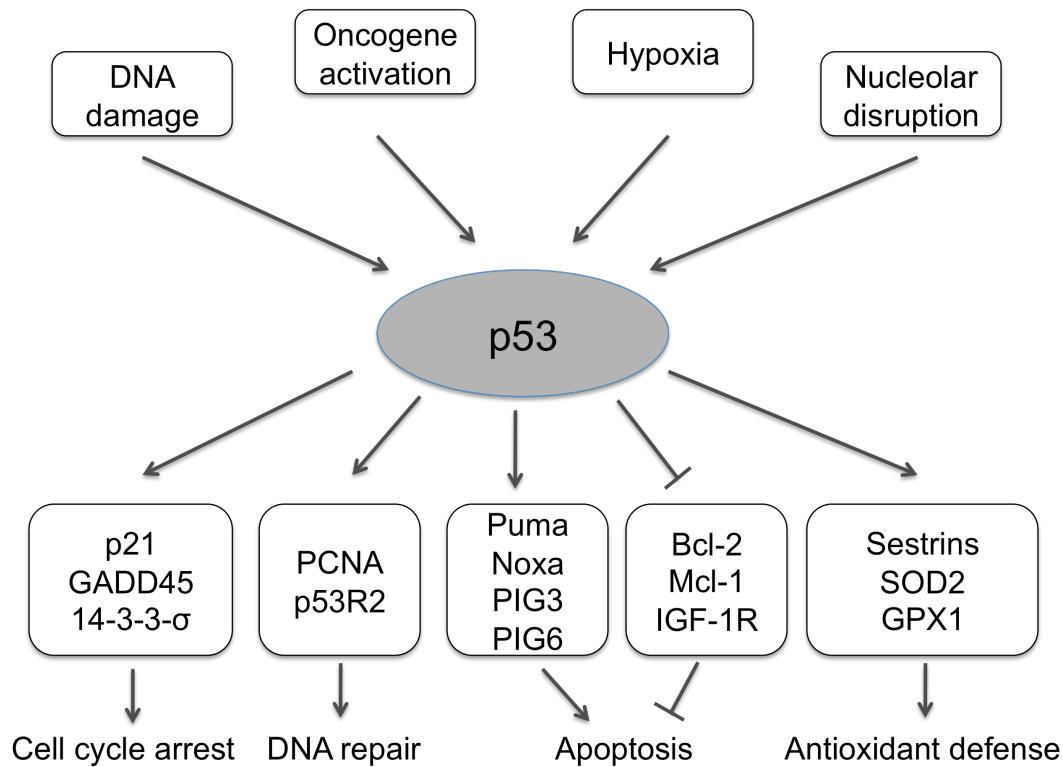 DNA
damage
Oncogene
activation
Hypoxia
Nucleolar
disruption
p53
p21
GADD45
14-3-3-σ
PCNA
p53R2
Puma
Noxa
PIG3
PIG6
Bcl-2
Mcl-1
IGF-1R
Sestrins
SOD2
GPX1
Cell cycle arrest
DNA repair
Apoptosis
Antioxidant defense